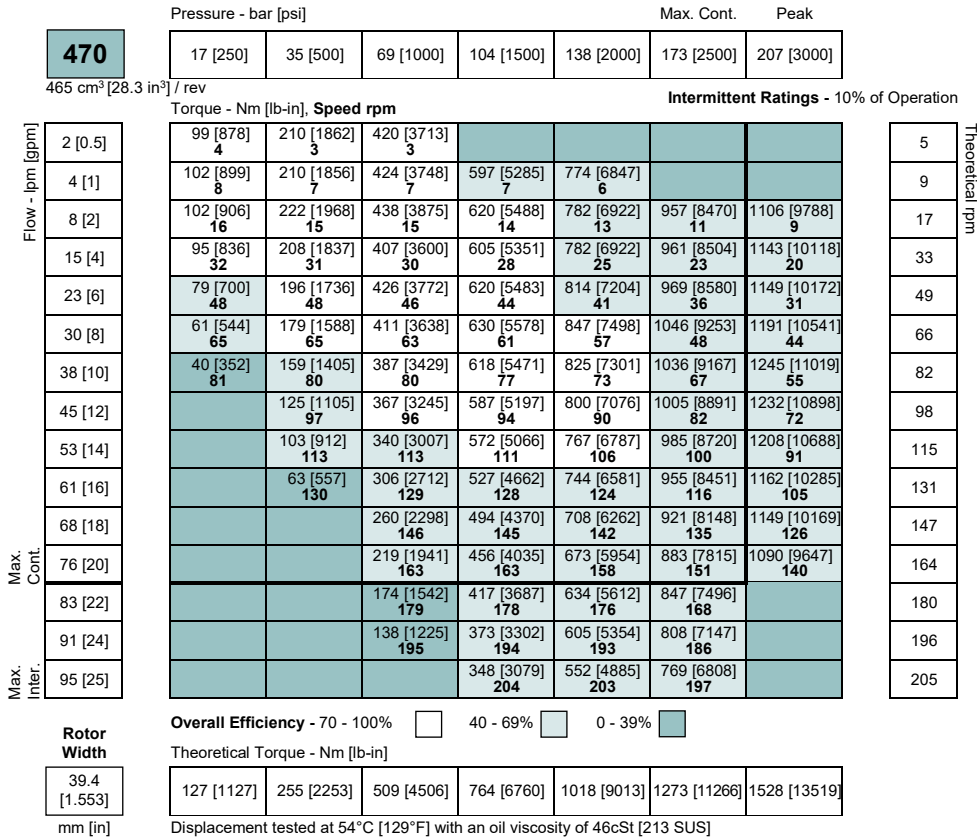 Pressure - bar [psi] Max. Cont. Peak
470 17 [250] 35 [500] 69 [1000] 104 [1500] 138 [2000] 173 [2500] 207 [3000]
465 cm³ [28.3 in³] / rev
Torque - Nm [lb-in], Speed rpm Intermittent Ratings - 10% of Operation
Flow - lpm [gpm]
Theoretical rpm
2 [0.5] 99 [878] 210 [1862] 420 [3713] 5
4 3 3
4 [1] 102 [899] 210 [1856] 424 [3748] 597 [5285] 774 [6847] 9
8 7 7 7 6
8 [2] 102 [906] 222 [1968] 438 [3875] 620 [5488] 782 [6922] 957 [8470] 1106 [9788] 17
16 15 15 14 13 11 9
15 [4] 95 [836] 208 [1837] 407 [3600] 605 [5351] 782 [6922] 961 [8504] 1143 [10118] 33
32 31 30 28 25 23 20
23 [6] 79 [700] 196 [1736] 426 [3772] 620 [5483] 814 [7204] 969 [8580] 1149 [10172] 49
48 48 46 44 41 36 31
30 [8] 61 [544] 179 [1588] 411 [3638] 630 [5578] 847 [7498] 1046 [9253] 1191 [10541] 66
65 65 63 61 57 48 44
38 [10] 40 [352] 159 [1405] 387 [3429] 618 [5471] 825 [7301] 1036 [9167] 1245 [11019] 82
81 80 80 77 73 67 55
45 [12] 125 [1105] 367 [3245] 587 [5197] 800 [7076] 1005 [8891] 1232 [10898] 98
97 96 94 90 82 72
53 [14] 103 [912] 340 [3007] 572 [5066] 767 [6787] 985 [8720] 1208 [10688] 115
113 113 111 106 100 91
61 [16] 63 [557] 306 [2712] 527 [4662] 744 [6581] 955 [8451] 1162 [10285] 131
130 129 128 124 116 105
68 [18] 260 [2298] 494 [4370] 708 [6262] 921 [8148] 1149 [10169] 147
146 145 142 135 126
Max. Cont.
76 [20] 219 [1941] 456 [4035] 673 [5954] 883 [7815] 1090 [9647] 164
163 163 158 151 140
83 [22] 174 [1542] 417 [3687] 634 [5612] 847 [7496] 180
179 178 176 168
91 [24] 138 [1225] 373 [3302] 605 [5354] 808 [7147] 196
195 194 193 186
Max. Inter.
95 [25] 348 [3079] 552 [4885] 769 [6808] 205
204 203 197
Overall Efficiency - 70 - 100% 40 - 69% 0 - 39%
Rotor
Width
Theoretical Torque - Nm [lb-in]
39.4
[1.553]
127 [1127] 255 [2253] 509 [4506] 764 [6760] 1018 [9013] 1273 [11266] 1528 [13519]
mm [in] Displacement tested at 54°C [129°F] with an oil viscosity of 46cSt [213 SUS]